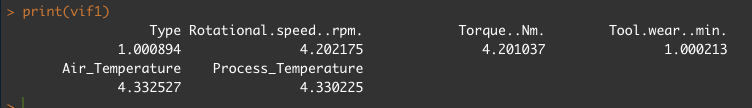 > print(vif1)
Type Rotational.speed..rpm. Torque..Nm. Tool.wear..min.
1.000894 4.202175 4.201037 1.000213
Air_Temperature Process_Temperature
4.332527 4.330225
>